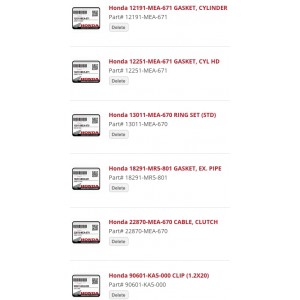 Honda 12191-MEA-671 GASKET, CYLINDER
Part# 12191-MEA-671
Delete
Honda 12251-MEA-671 GASKET, CYL HD
Part# 12251-MEA-671
Delete
Honda 13011-MEA-670 RING SET (STD)
Part# 13011-MEA-670
Delete
Honda 18291-MR5-801 GASKET, EX. PIPE
Part# 18291-MR5-801
Delete
Honda 22870-MEA-670 CABLE, CLUTCH
Part# 22870-MEA-670
Delete
Honda 90601-KA5-000 CLIP (1.2X20)
Part# 90601-KA5-000
Delete